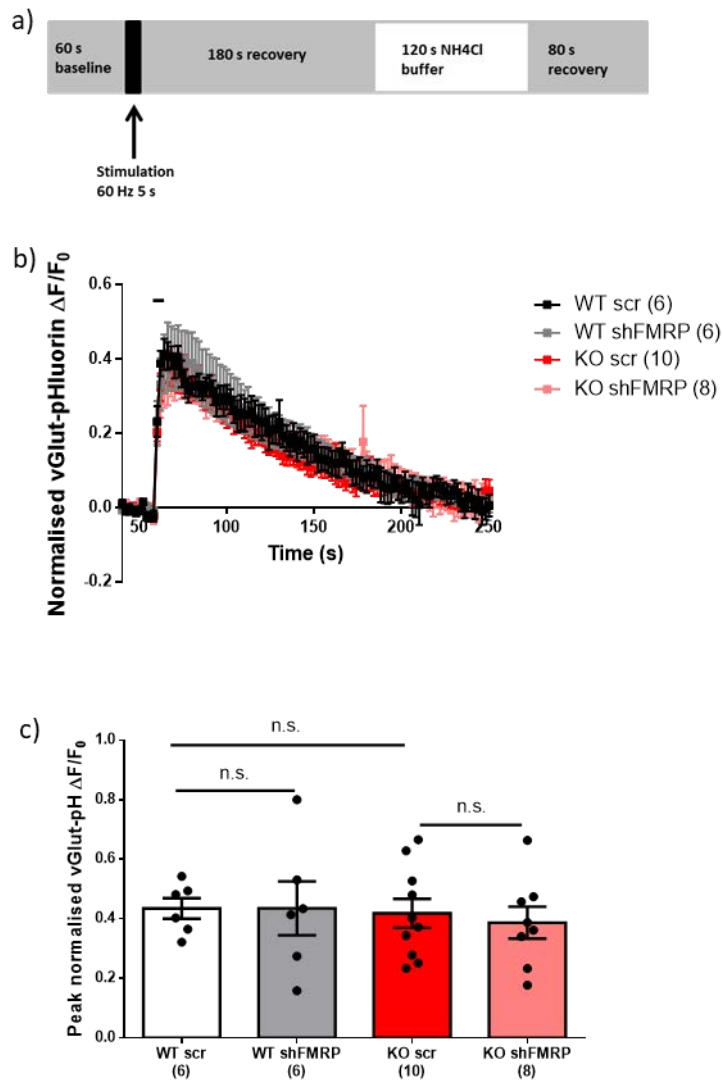 a)
60 s
baseline
180 s recovery
120 s NH4Cl
buffer
80 s
recovery
Stimulation
60 Hz 5 s
b)
Normalised vGlut-pHluorin ΔF/F0
0.6
0.4
0.2
0.0
-0.2
50
100
150
200
250
Time (s)
WT scr (6)
WT shFMRP (6)
KO scr (10)
KO shFMRP (8)
c)
Peak normalised vGlut-pH ΔF/F0
1.0
0.8
0.6
0.4
0.2
0.0
n.s.
n.s.
n.s.
WT scr
(6)
WT shFMRP
(6)
KO scr
(10)
KO shFMRP
(8)